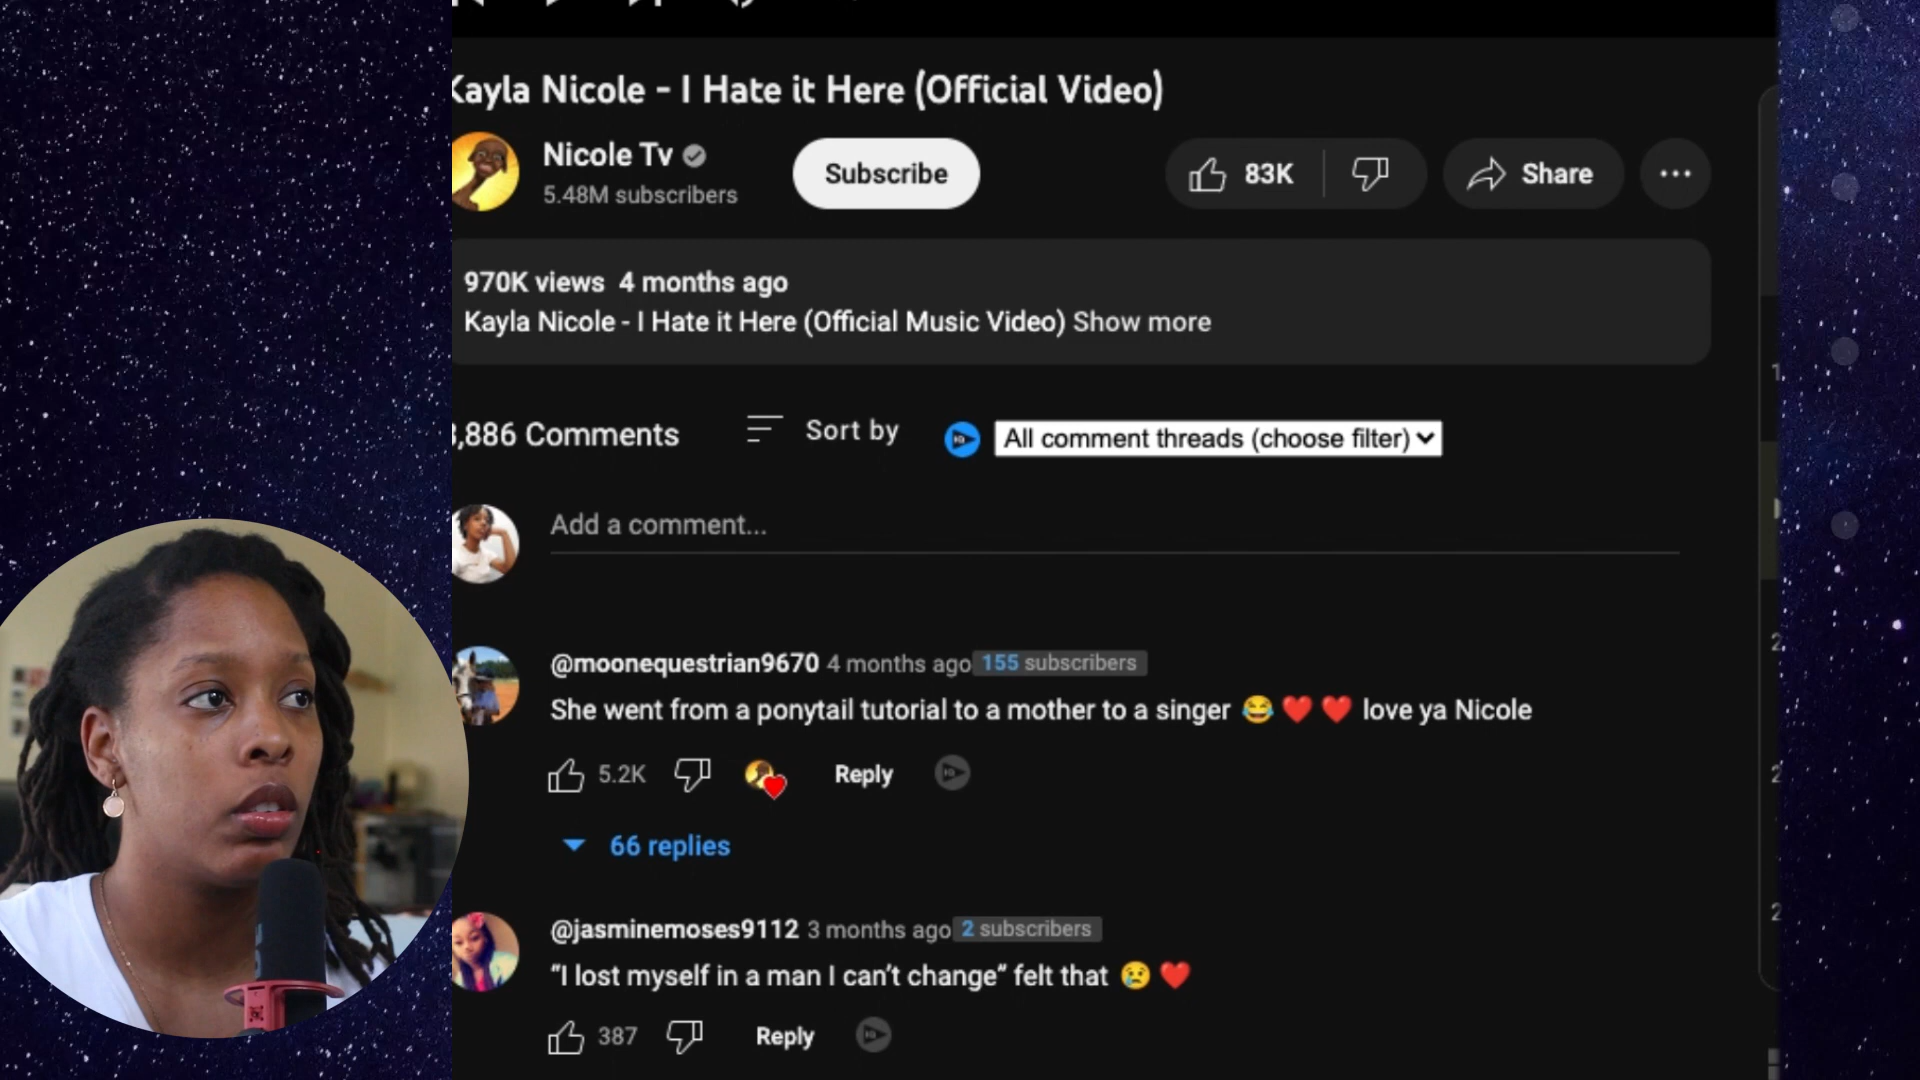 Kayla Nicole - I Hate it Here (Official Video)
Nicole Tv
5.48M subscribers
Subscribe
83K
Share
970K views 4 months ago
Kayla Nicole - I Hate it Here (Official Music Video) Show more
,886 Comments
Sort by
All comment threads (choose filter)
Add a comment...
@moonequestrian9670 4 months ago 155 subscribers
She went from a ponytail tutorial to a mother to a singer 😂 ❤️ ❤️ love ya Nicole
5.2K
Reply
66 replies
@jasminemoses9112 3 months ago 2 subscribers
"I lost myself in a man I can't change" felt that 😢 ❤️
387
Reply